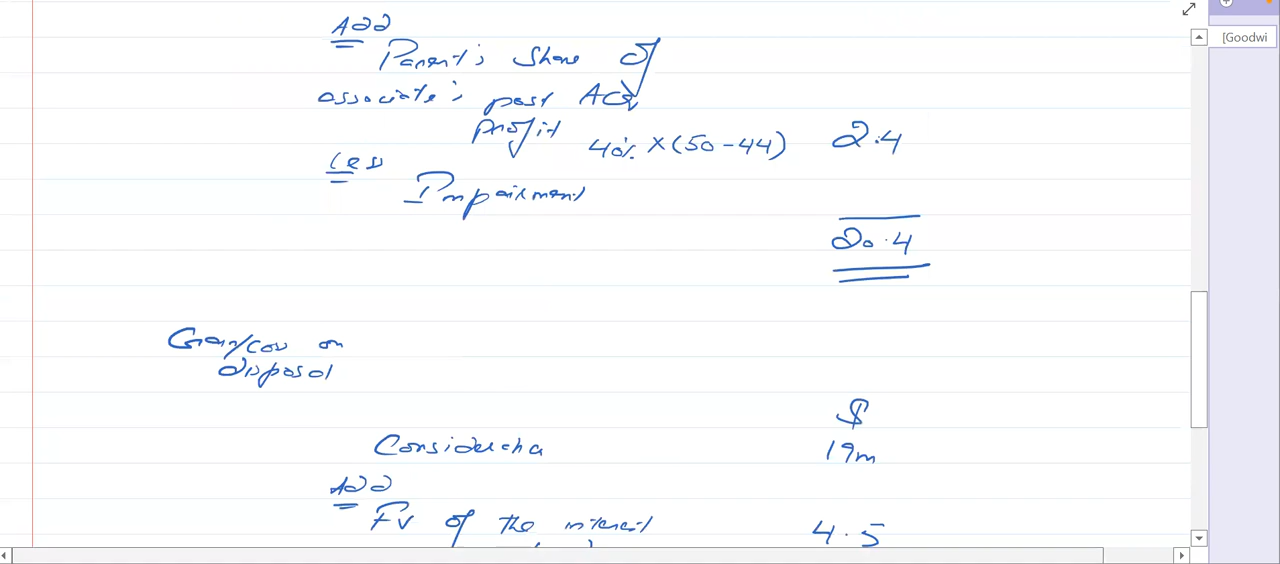 Add
Parent's share of
associate's post ACQ
profit 40% × (50-44) 2.4
Less
Impairment
20.4
Gain/Loss on
disposal
$
Consideration 19m
Add
FV of the interest 4.5
[Goodwi